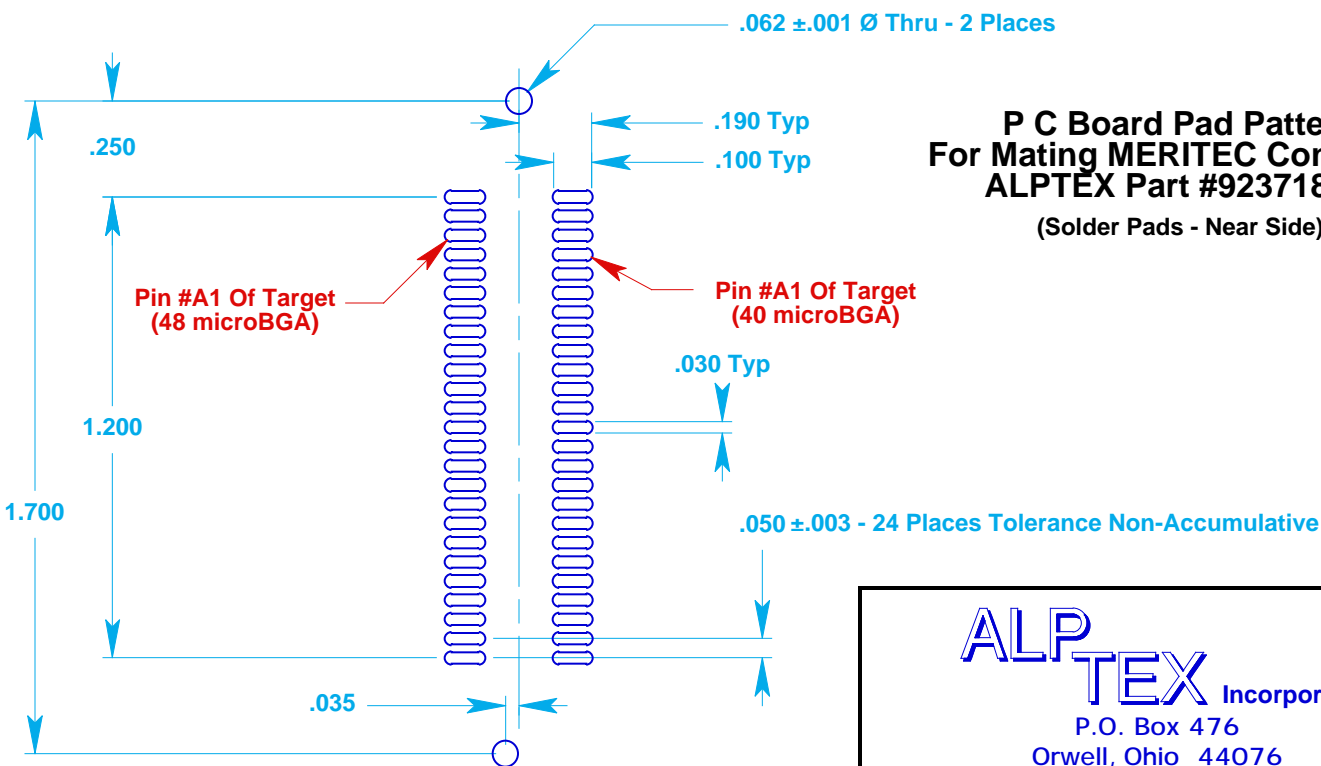 .062 ±.001 Ø Thru - 2 Places
.250
.190 Typ
.100 Typ
P C Board Pad Patte
For Mating MERITEC Con
ALPTEX Part #923718
(Solder Pads - Near Side)
Pin #A1 Of Target
(48 microBGA)
Pin #A1 Of Target
(40 microBGA)
.030 Typ
1.200
1.700
.050 ±.003 - 24 Places Tolerance Non-Accumulative
.035
ALP
TEX Incorpor
P.O. Box 476
Orwell, Ohio 44076